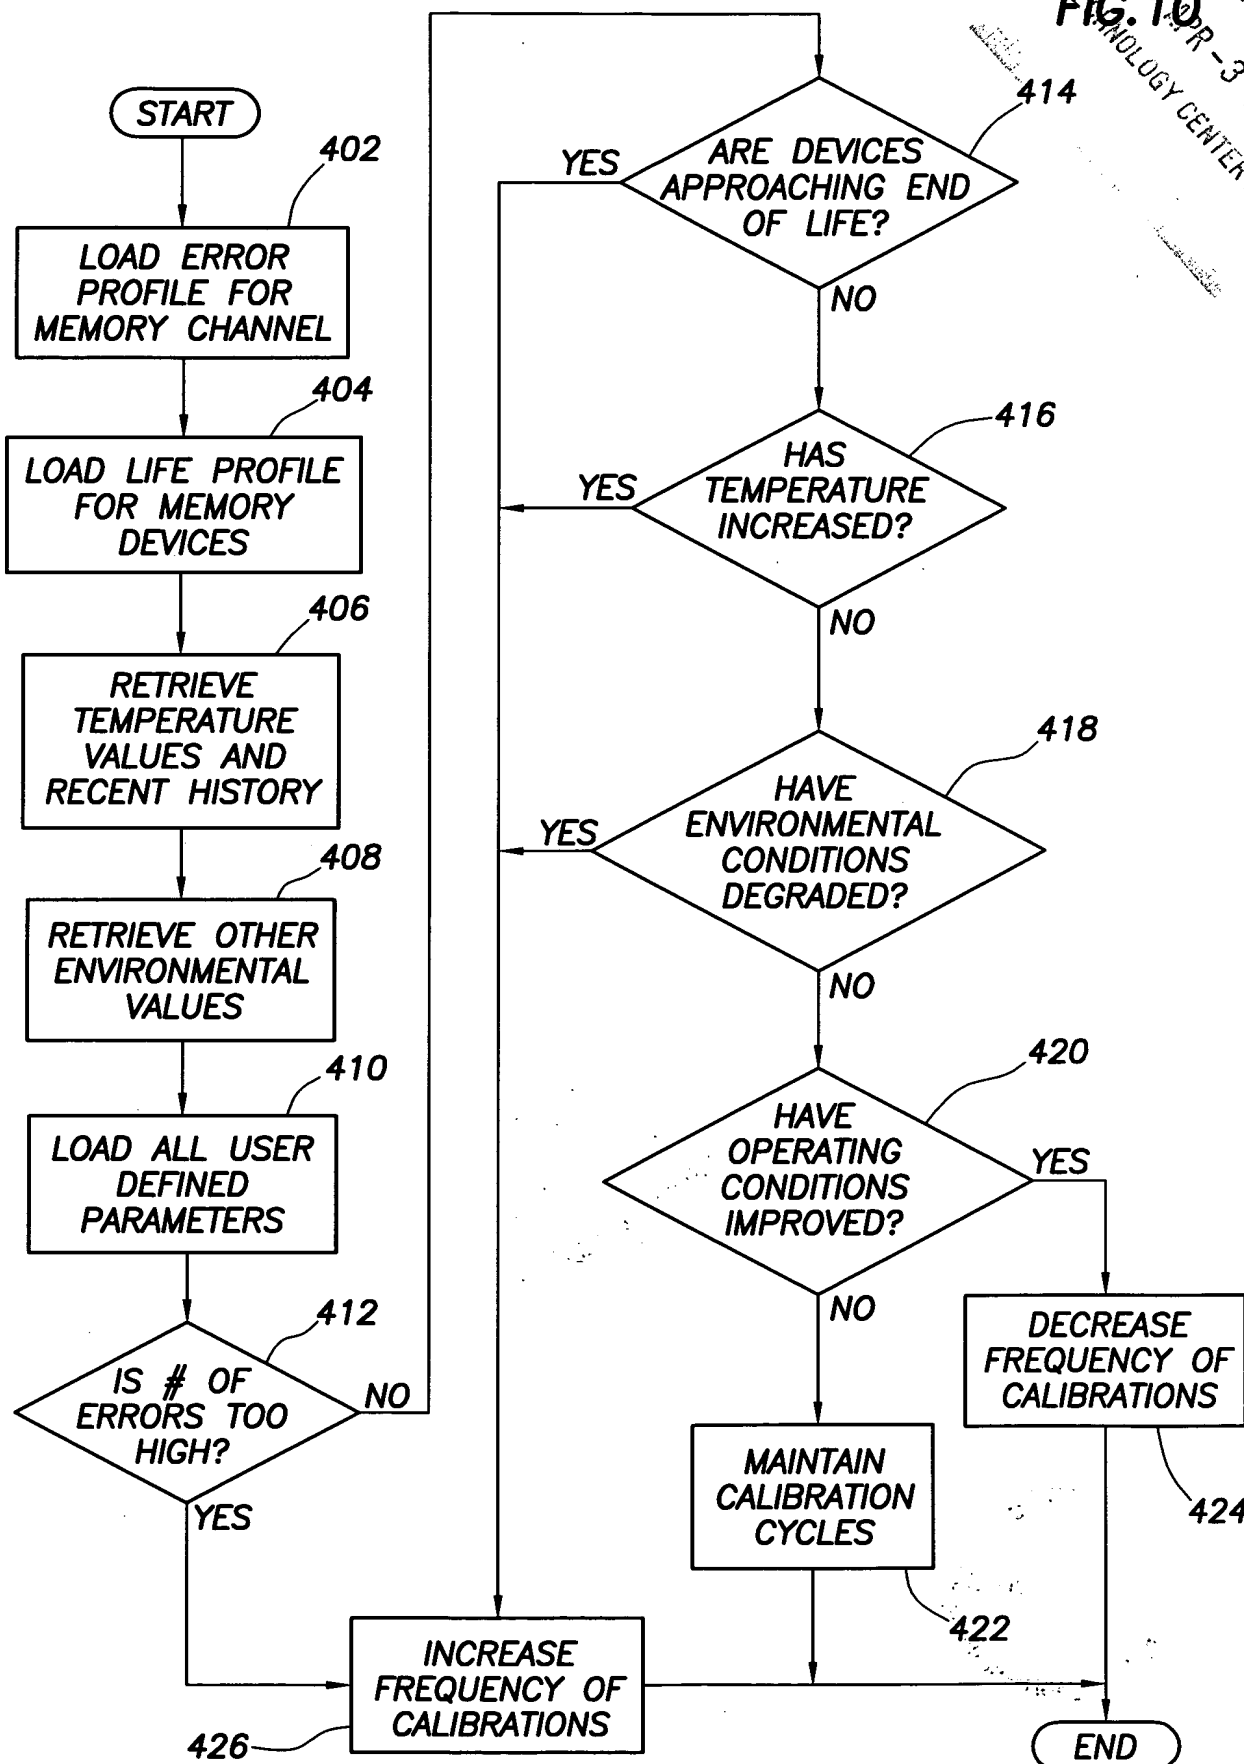 FIG. 10
APR-3
NOLOGY CENTER
START
402
LOAD ERROR
PROFILE FOR
MEMORY CHANNEL
404
LOAD LIFE PROFILE
FOR MEMORY
DEVICES
406
RETRIEVE
TEMPERATURE
VALUES AND
RECENT HISTORY
408
RETRIEVE OTHER
ENVIRONMENTAL
VALUES
410
LOAD ALL USER
DEFINED
PARAMETERS
412
IS # OF
ERRORS TOO
HIGH?
NO
YES
414
ARE DEVICES
APPROACHING END
OF LIFE?
YES
NO
416
HAS
TEMPERATURE
INCREASED?
YES
NO
418
HAVE
ENVIRONMENTAL
CONDITIONS
DEGRADED?
YES
NO
420
HAVE
OPERATING
CONDITIONS
IMPROVED?
YES
NO
DECREASE
FREQUENCY OF
CALIBRATIONS
424
MAINTAIN
CALIBRATION
CYCLES
422
INCREASE
FREQUENCY OF
CALIBRATIONS
426
END